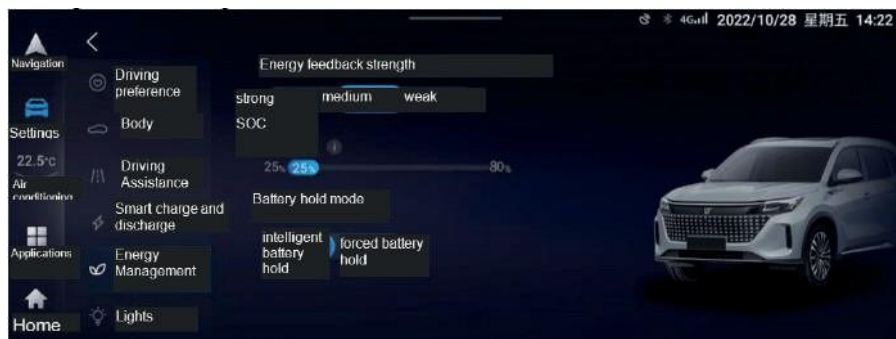 4G 2022/10/28 星期五 14:22
Navigation
Settings
22.5°c
Air
conditioning
Applications
Home
Driving
preference
Body
Driving
Assistance
Smart charge and
discharge
Energy
Management
Lights
Energy feedback strength
strong medium weak
SOC
25% 25% 80%
Battery hold mode
intelligent
battery
hold
forced battery
hold